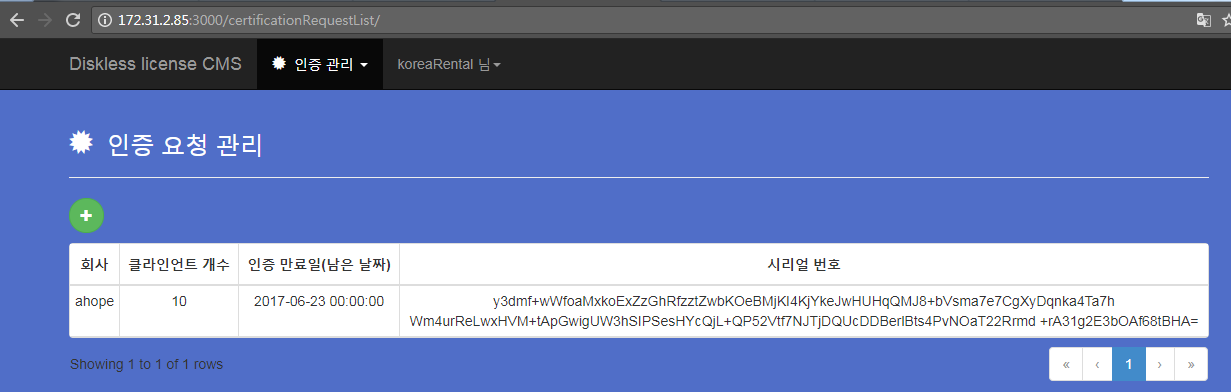 172.31.2.85:3000/certificationRequestList/
Diskless license CMS 인증 관리 koreaRental 님
인증 요청 관리
회사 클라인언트 개수 인증 만료일(남은 날짜) 시리얼 번호
ahope 10 2017-06-23 00:00:00 y3dmf+wWfoaMxkoExZzGhRfzztZwbKOeBMjKI4KjYkeJwHUHqQMJ8+bVsma7e7CgXyDqnka4Ta7h
Wm4urReLwxHVM+tApGwigUW3hSIPSesHYcQjL+QP52Vtf7NJTjDQUcDDBerIBts4PvNOaT22Rrmd +rA31g2E3bOAf68tBHA=
Showing 1 to 1 of 1 rows « ‹ 1 › »